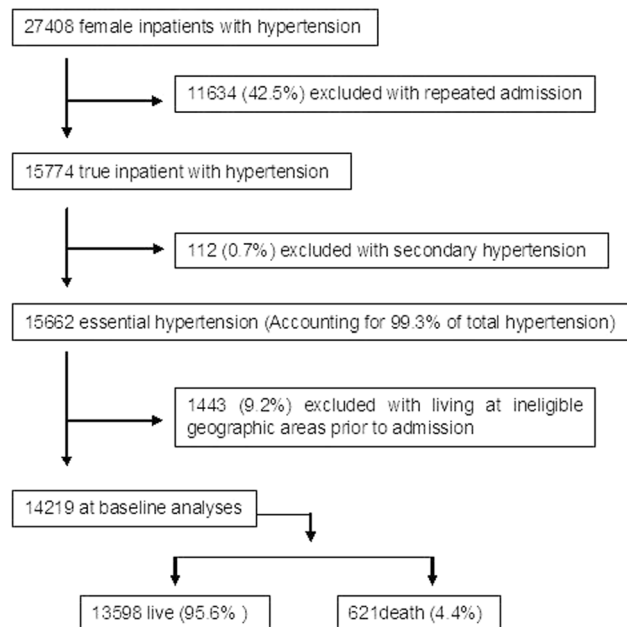 27408 female inpatients with hypertension
11634 (42.5%) excluded with repeated admission
15774 true inpatient with hypertension
112 (0.7%) excluded with secondary hypertension
15662 essential hypertension (Accounting for 99.3% of total hypertension)
1443 (9.2%) excluded with living at ineligible
geographic areas prior to admission
14219 at baseline analyses
13598 live (95.6% )
621death (4.4%)